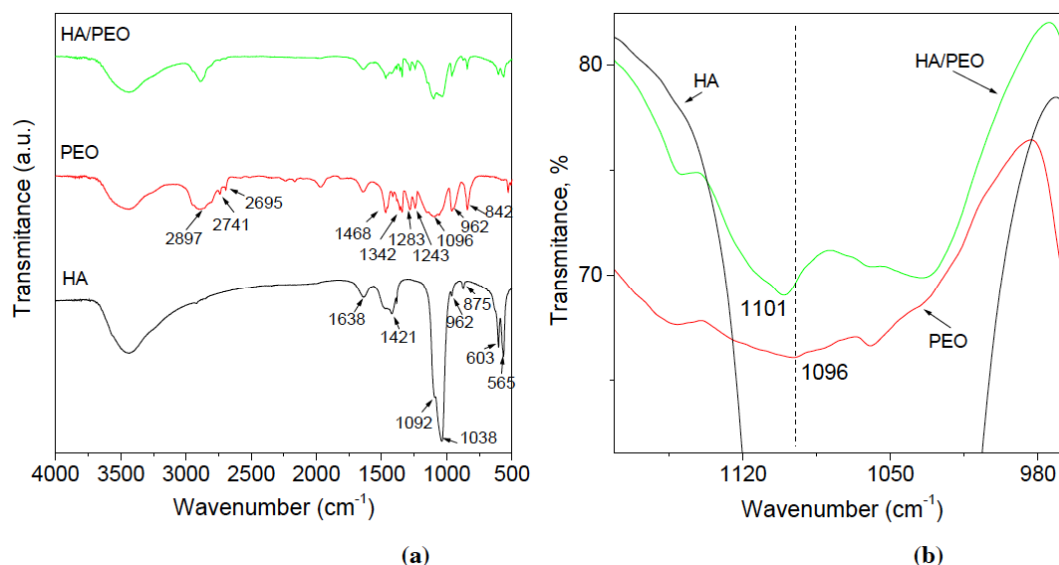 HA/PEO
PEO
2695
2741
2897
1468
1342
1283
1243
1096
962
842
HA
1638
1421
962
875
603
565
1092
1038
Transmitance (a.u.)
4000 3500 3000 2500 2000 1500 1000 500
Wavenumber (cm-1)
(a)
80
70
Transmitance, %
HA
HA/PEO
1101
1096
PEO
1120 1050 980
Wavenumber (cm-1)
(b)